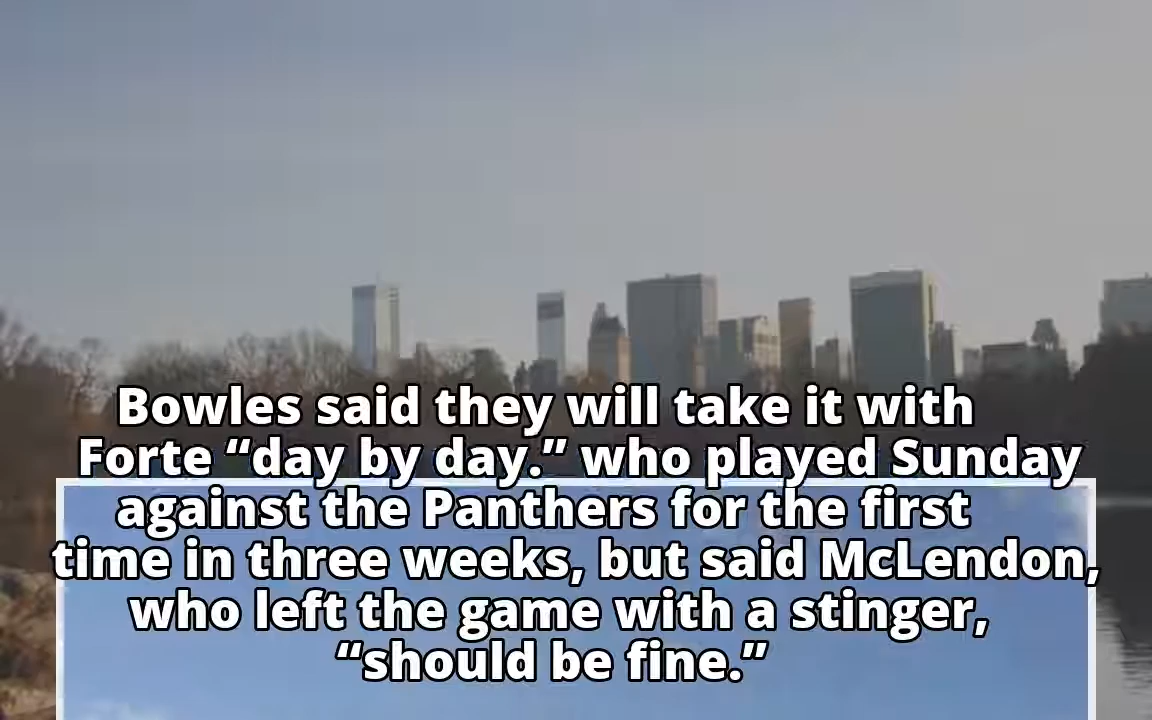 Bowles said they will take it with
Forte “day by day.” who played Sunday
against the Panthers for the first
time in three weeks, but said McLendon,
who left the game with a stinger,
“should be fine.”